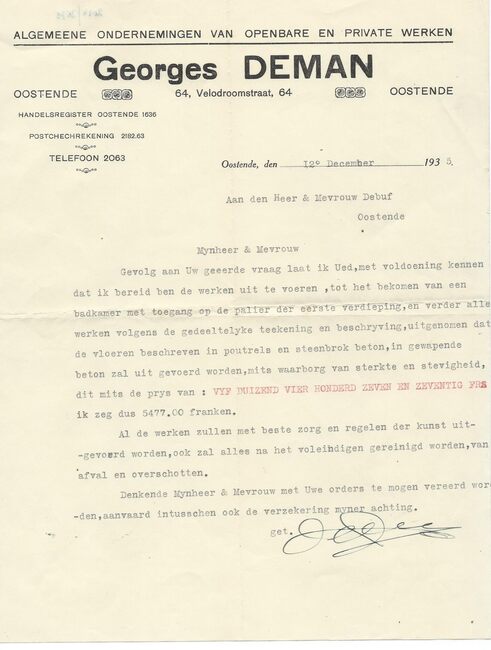 ALGEMEENE ONDERNEMINGEN VAN OPENBARE EN PRIVATE WERKEN
Georges DEMAN
OOSTENDE 64, Velodroomstraat, 64 OOSTENDE
HANDELSREGISTER OOSTENDE 1636
POSTCHECHREKENING 2182.63
TELEFOON 2063
Oostende, den 12° December 1935.
Aan den Heer & Mevrouw Debuf
Oostende
Mynheer & Mevrouw
Gevolg aan Uw geeerde vraag laat ik Ued,met voldoening kennen
dat ik bereid ben de werken uit te voeren ,tot het bekomen van een
badkamer met toegang op de palier der eerste verdieping,en verder alle
werken volgens de gedeeltelyke teekening en beschryving,uitgenomen dat
de vloeren beschreven in poutrels en steenbrok beton,in gewapende
beton zal uit gevoerd worden,mits waarborg van sterkte en stevigheid,
dit mits de prys van : VYF DUIZEND VIER HONDERD ZEVEN EN ZEVENTIG FRS
ik zeg dus 5477.00 franken.
Al de werken zullen met beste zorg en regelen der kunst uit-
-gevoerd worden,ook zal alles na het voleindigen gereinigd worden,van
afval en overschotten.
Denkende Mynheer & Mevrouw met Uwe orders te mogen vereerd wor
-den,aanvaard intusschen ook de verzekering myner achting.
get.